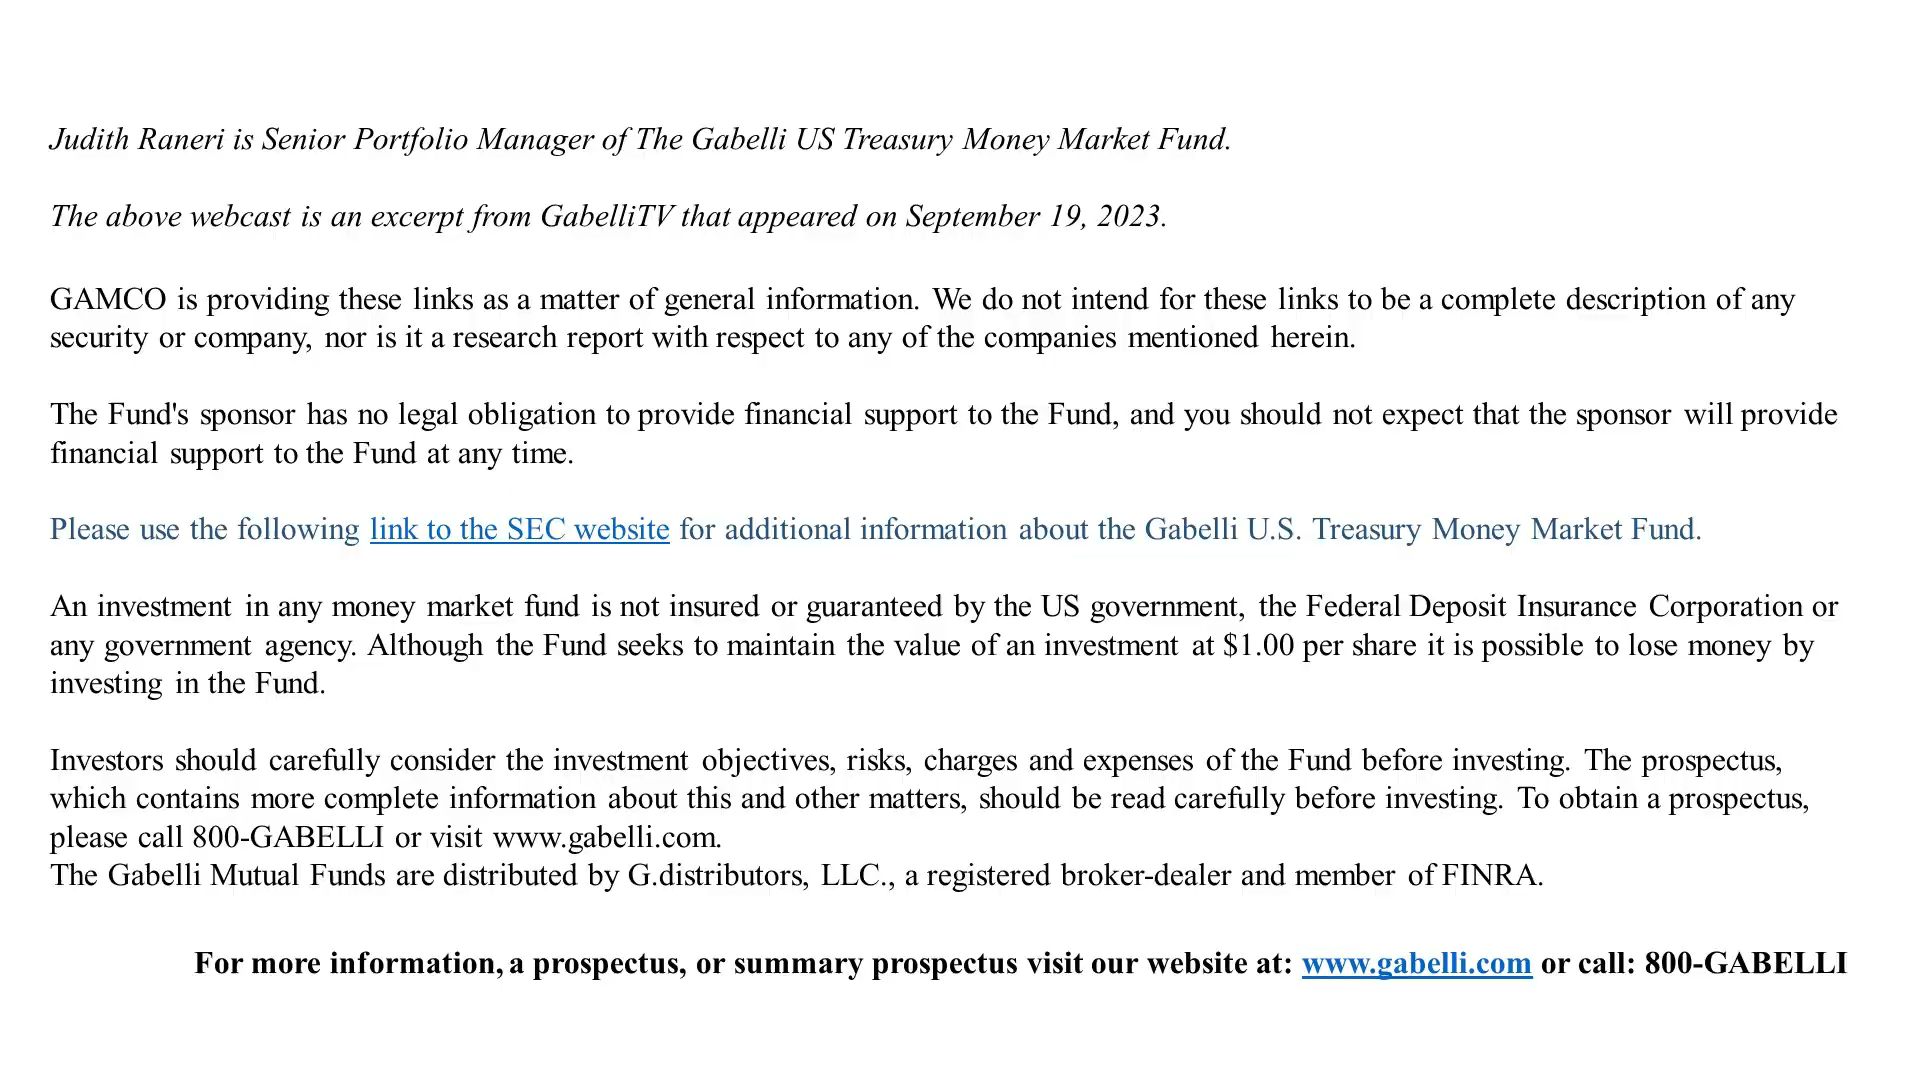 Judith Raneri is Senior Portfolio Manager of The Gabelli US Treasury Money Market Fund.
The above webcast is an excerpt from GabelliTV that appeared on September 19, 2023.
GAMCO is providing these links as a matter of general information. We do not intend for these links to be a complete description of any
security or company, nor is it a research report with respect to any of the companies mentioned herein.
The Fund's sponsor has no legal obligation to provide financial support to the Fund, and you should not expect that the sponsor will provide
financial support to the Fund at any time.
Please use the following link to the SEC website for additional information about the Gabelli U.S. Treasury Money Market Fund.
An investment in any money market fund is not insured or guaranteed by the US government, the Federal Deposit Insurance Corporation or
any government agency. Although the Fund seeks to maintain the value of an investment at $1.00 per share it is possible to lose money by
investing in the Fund.
Investors should carefully consider the investment objectives, risks, charges and expenses of the Fund before investing. The prospectus,
which contains more complete information about this and other matters, should be read carefully before investing. To obtain a prospectus,
please call 800-GABELLI or visit www.gabelli.com.
The Gabelli Mutual Funds are distributed by G.distributors, LLC., a registered broker-dealer and member of FINRA.
For more information, a prospectus, or summary prospectus visit our website at: www.gabelli.com or call: 800-GABELLI